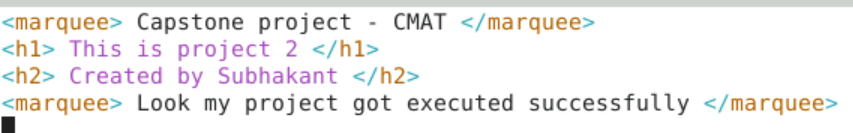 <marquee> Capstone project - CMAT </marquee>
<h1> This is project 2 </h1>
<h2> Created by Subhakant </h2>
<marquee> Look my project got executed successfully </marquee>